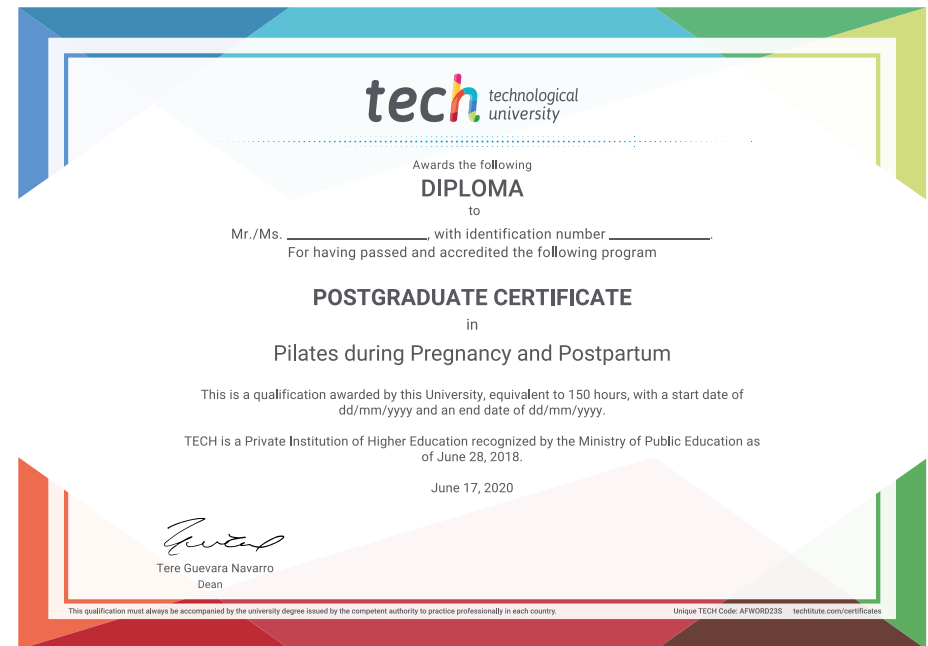 tech technological
university
Awards the following
DIPLOMA
to
Mr./Ms. ____________________, with identification number ______________.
For having passed and accredited the following program
POSTGRADUATE CERTIFICATE
in
Pilates during Pregnancy and Postpartum
This is a qualification awarded by this University, equivalent to 150 hours, with a start date of
dd/mm/yyyy and an end date of dd/mm/yyyy.
TECH is a Private Institution of Higher Education recognized by the Ministry of Public Education as
of June 28, 2018.
June 17, 2020
Tere Guevara Navarro
Dean
This qualification must always be accompanied by the university degree issued by the competent authority to practice professionally in each country.
Unique TECH Code: AFWORD23S techtitute.com/certificates